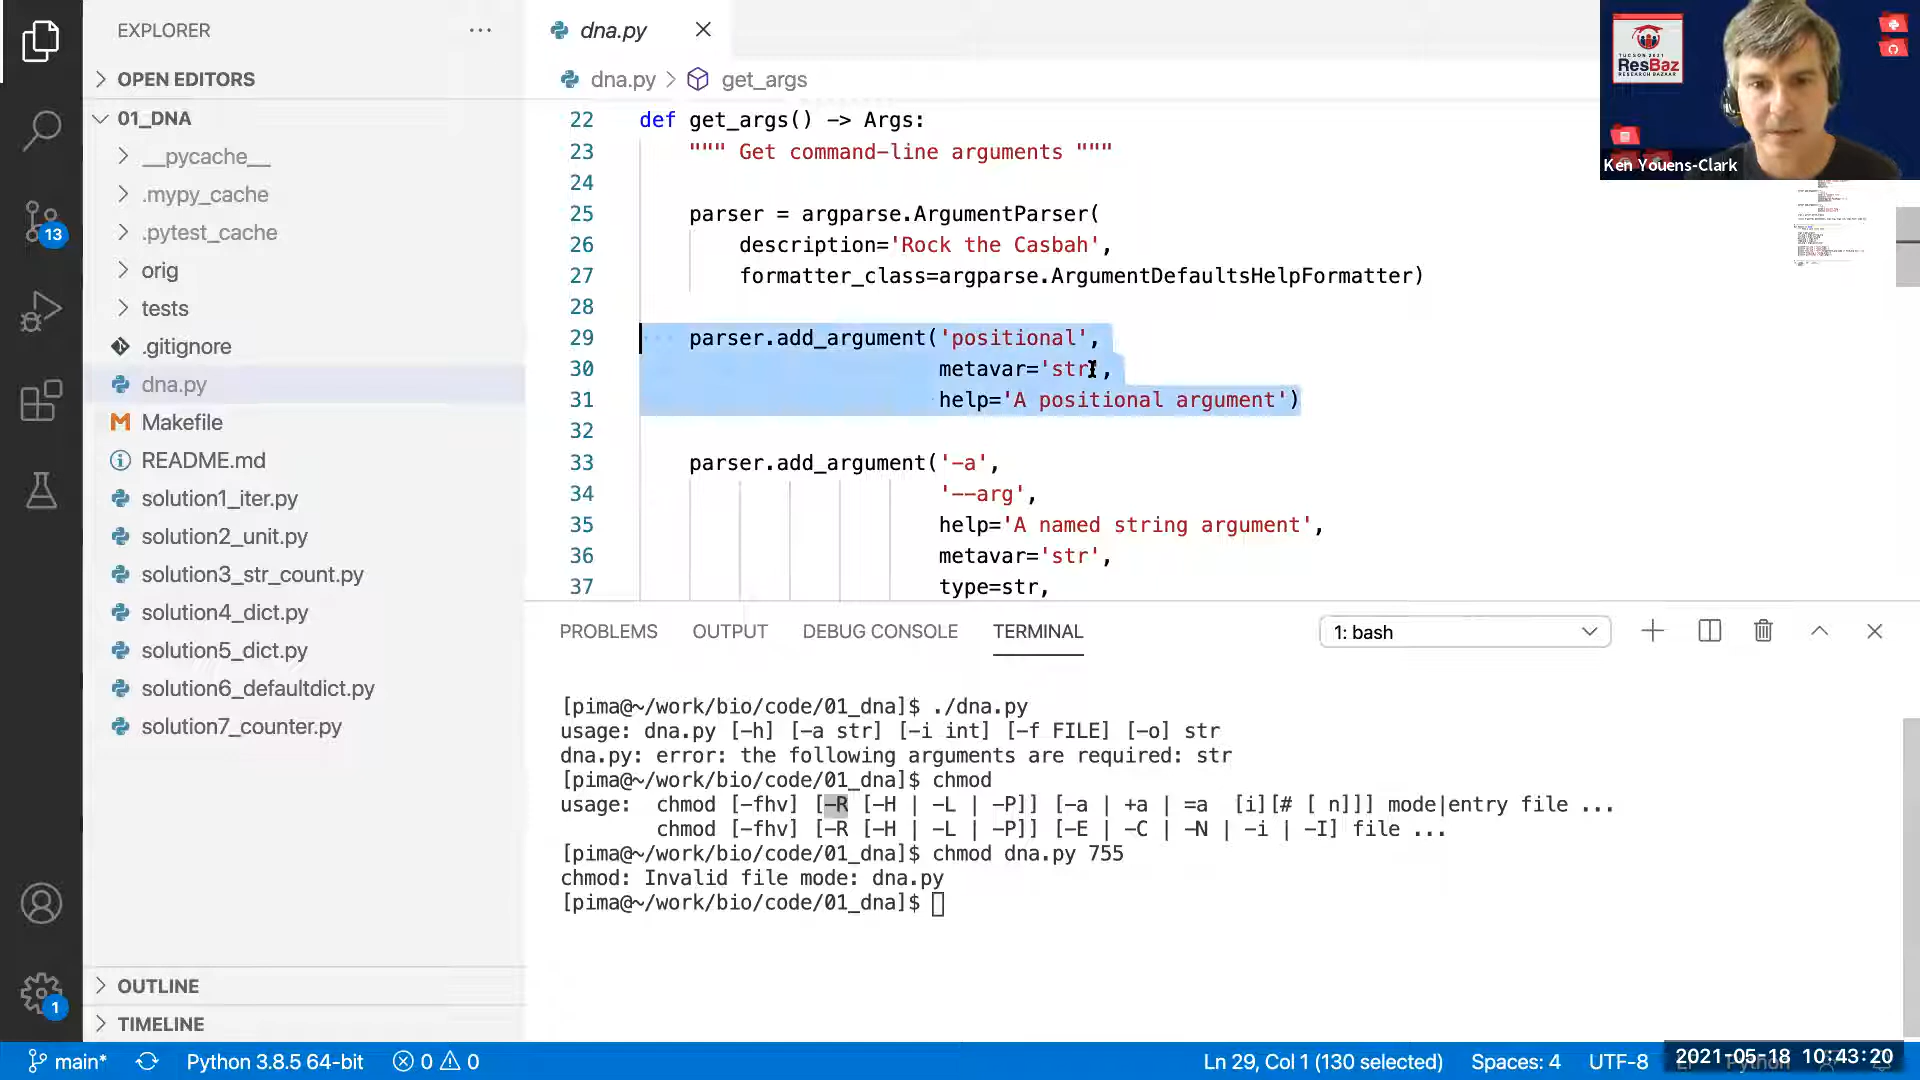 EXPLORER
OPEN EDITORS
01_DNA
__pycache__
.mypy_cache
.pytest_cache
orig
tests
.gitignore
dna.py
Makefile
README.md
solution1_iter.py
solution2_unit.py
solution3_str_count.py
solution4_dict.py
solution5_dict.py
solution6_defaultdict.py
solution7_counter.py
OUTLINE
TIMELINE
13
1
dna.py
dna.py > get_args
22 def get_args() -> Args:
23 """ Get command-line arguments """
24
25 parser = argparse.ArgumentParser(
26 description='Rock the Casbah',
27 formatter_class=argparse.ArgumentDefaultsHelpFormatter)
28
29 parser.add_argument('positional',
30 metavar='str',
31 help='A positional argument')
32
33 parser.add_argument('-a',
34 '--arg',
35 help='A named string argument',
36 metavar='str',
37 type=str,
TUCSON 2021
ResBaz
RESEARCH BAZAAR
Ken Youens-Clark
PROBLEMS OUTPUT DEBUG CONSOLE TERMINAL 1: bash
[pima@~/work/bio/code/01_dna]$ ./dna.py
usage: dna.py [-h] [-a str] [-i int] [-f FILE] [-o] str
dna.py: error: the following arguments are required: str
[pima@~/work/bio/code/01_dna]$ chmod
usage: chmod [-fhv] [-R [-H | -L | -P]] [-a | +a | =a [i][# [ n]]] mode|entry file ...
chmod [-fhv] [-R [-H | -L | -P]] [-E | -C | -N | -i | -I] file ...
[pima@~/work/bio/code/01_dna]$ chmod dna.py 755
chmod: Invalid file mode: dna.py
[pima@~/work/bio/code/01_dna]$
main* Python 3.8.5 64-bit 0 0 Ln 29, Col 1 (130 selected) Spaces: 4 UTF-8 LF Python
2021-05-18 10:43:20